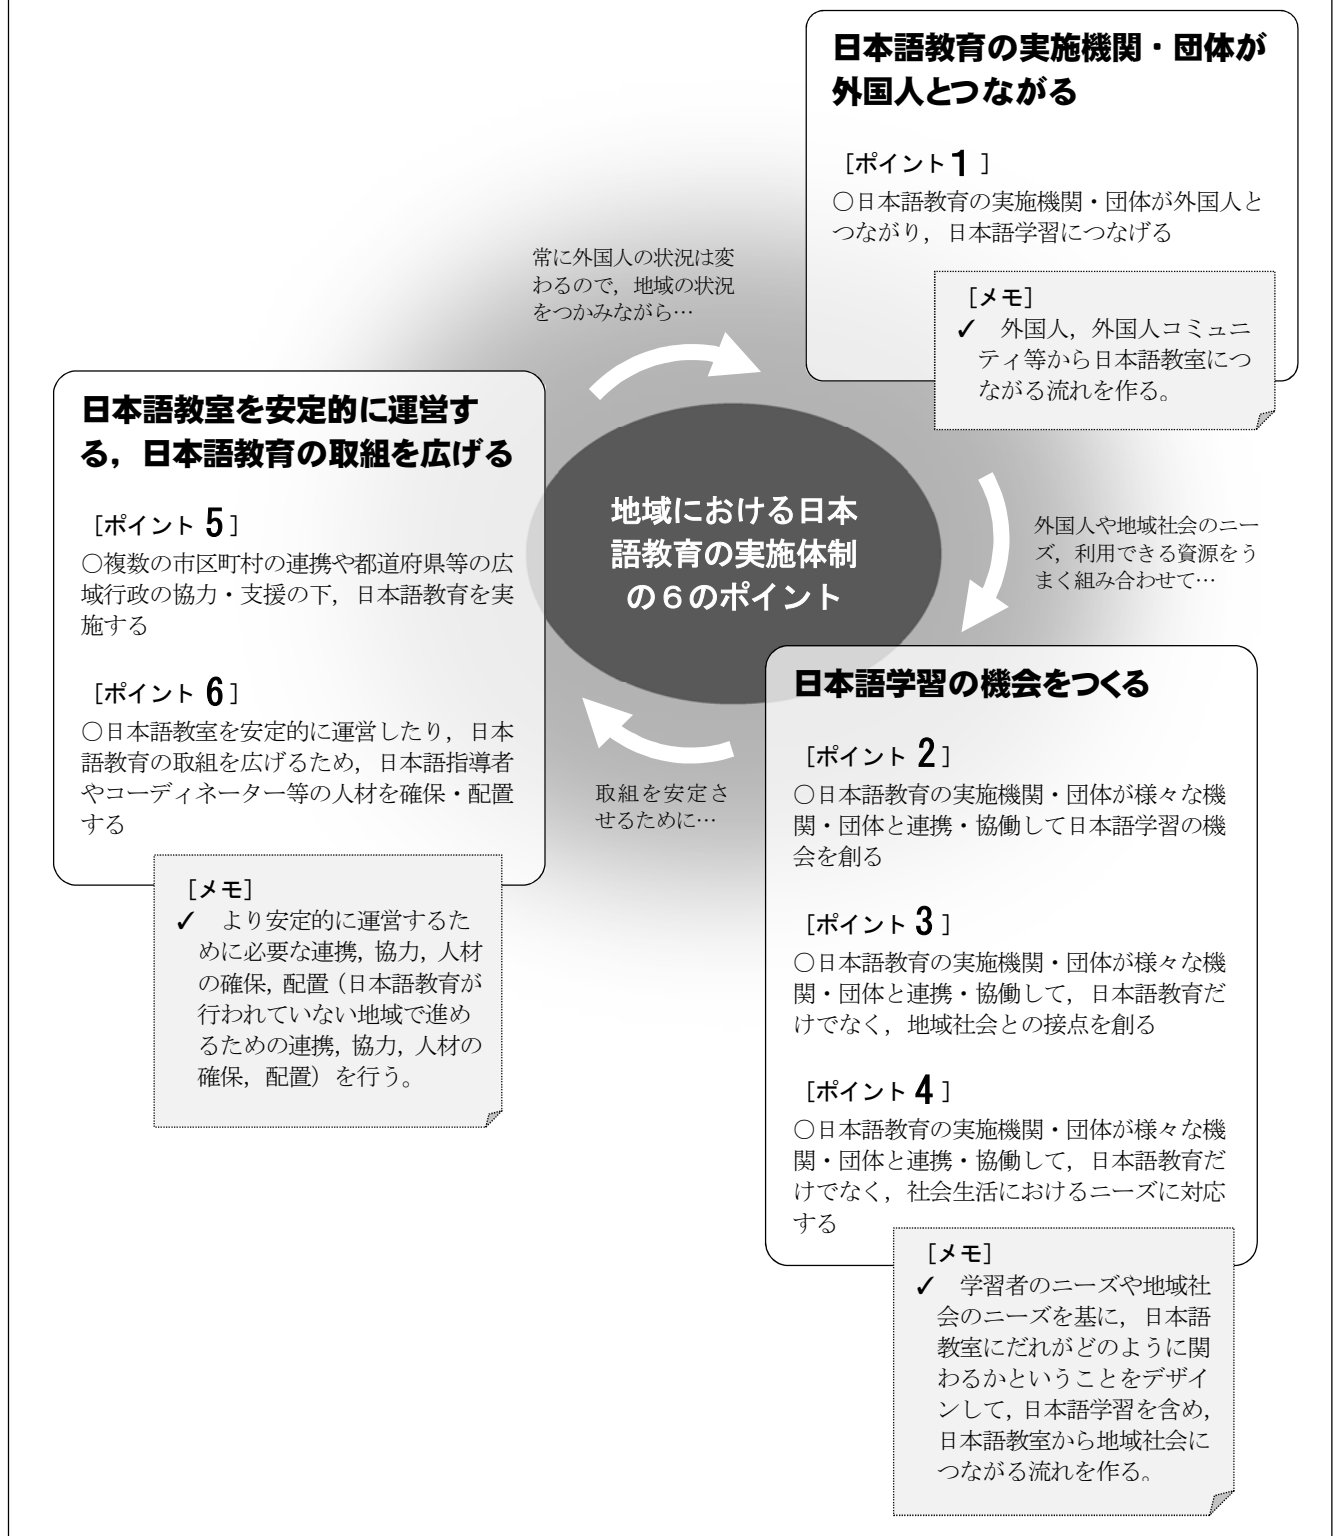 日本語教育の実施機関・団体が
外国人とつながる
［ポイント1］
○日本語教育の実施機関・団体が外国人と
つながり，日本語学習につなげる
［メモ］
✓　外国人，外国人コミュニ
ティ等から日本語教室につ
ながる流れを作る。
常に外国人の状況は変
わるので，地域の状況
をつかみながら…
地域における日本
語教育の実施体制
の６のポイント
外国人や地域社会のニー
ズ，利用できる資源をう
まく組み合わせて…
日本語学習の機会をつくる
［ポイント2］
○日本語教育の実施機関・団体が様々な機
関・団体と連携・協働して日本語学習の機
会を創る
［ポイント3］
○日本語教育の実施機関・団体が様々な機
関・団体と連携・協働して，日本語教育だ
けでなく，地域社会との接点を創る
［ポイント4］
○日本語教育の実施機関・団体が様々な機
関・団体と連携・協働して，日本語教育だ
けでなく，社会生活におけるニーズに対応
する
［メモ］
✓　学習者のニーズや地域社
会のニーズを基に，日本語
教室にだれがどのように関
わるかということをデザイ
ンして，日本語学習を含め，
日本語教室から地域社会に
つながる流れを作る。
取組を安定さ
せるために…
日本語教室を安定的に運営す
る，日本語教育の取組を広げる
［ポイント5］
○複数の市区町村の連携や都道府県等の広
域行政の協力・支援の下，日本語教育を実
施する
［ポイント6］
○日本語教室を安定的に運営したり，日本
語教育の取組を広げるため，日本語指導者
やコーディネーター等の人材を確保・配置
する
［メモ］
✓　より安定的に運営するた
めに必要な連携，協力，人材
の確保，配置（日本語教育が
行われていない地域で進め
るための連携，協力，人材の
確保，配置）を行う。